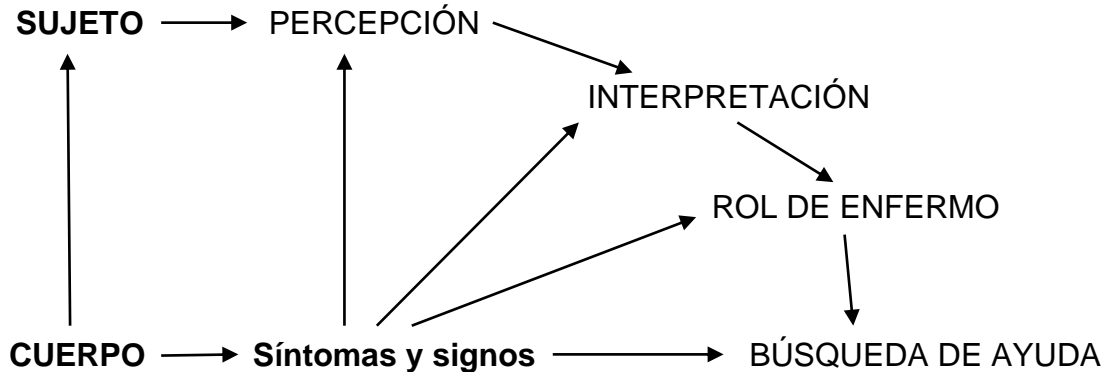 SUJETO PERCEPCIÓN
INTERPRETACIÓN
ROL DE ENFERMO
CUERPO Síntomas y signos BÚSQUEDA DE AYUDA